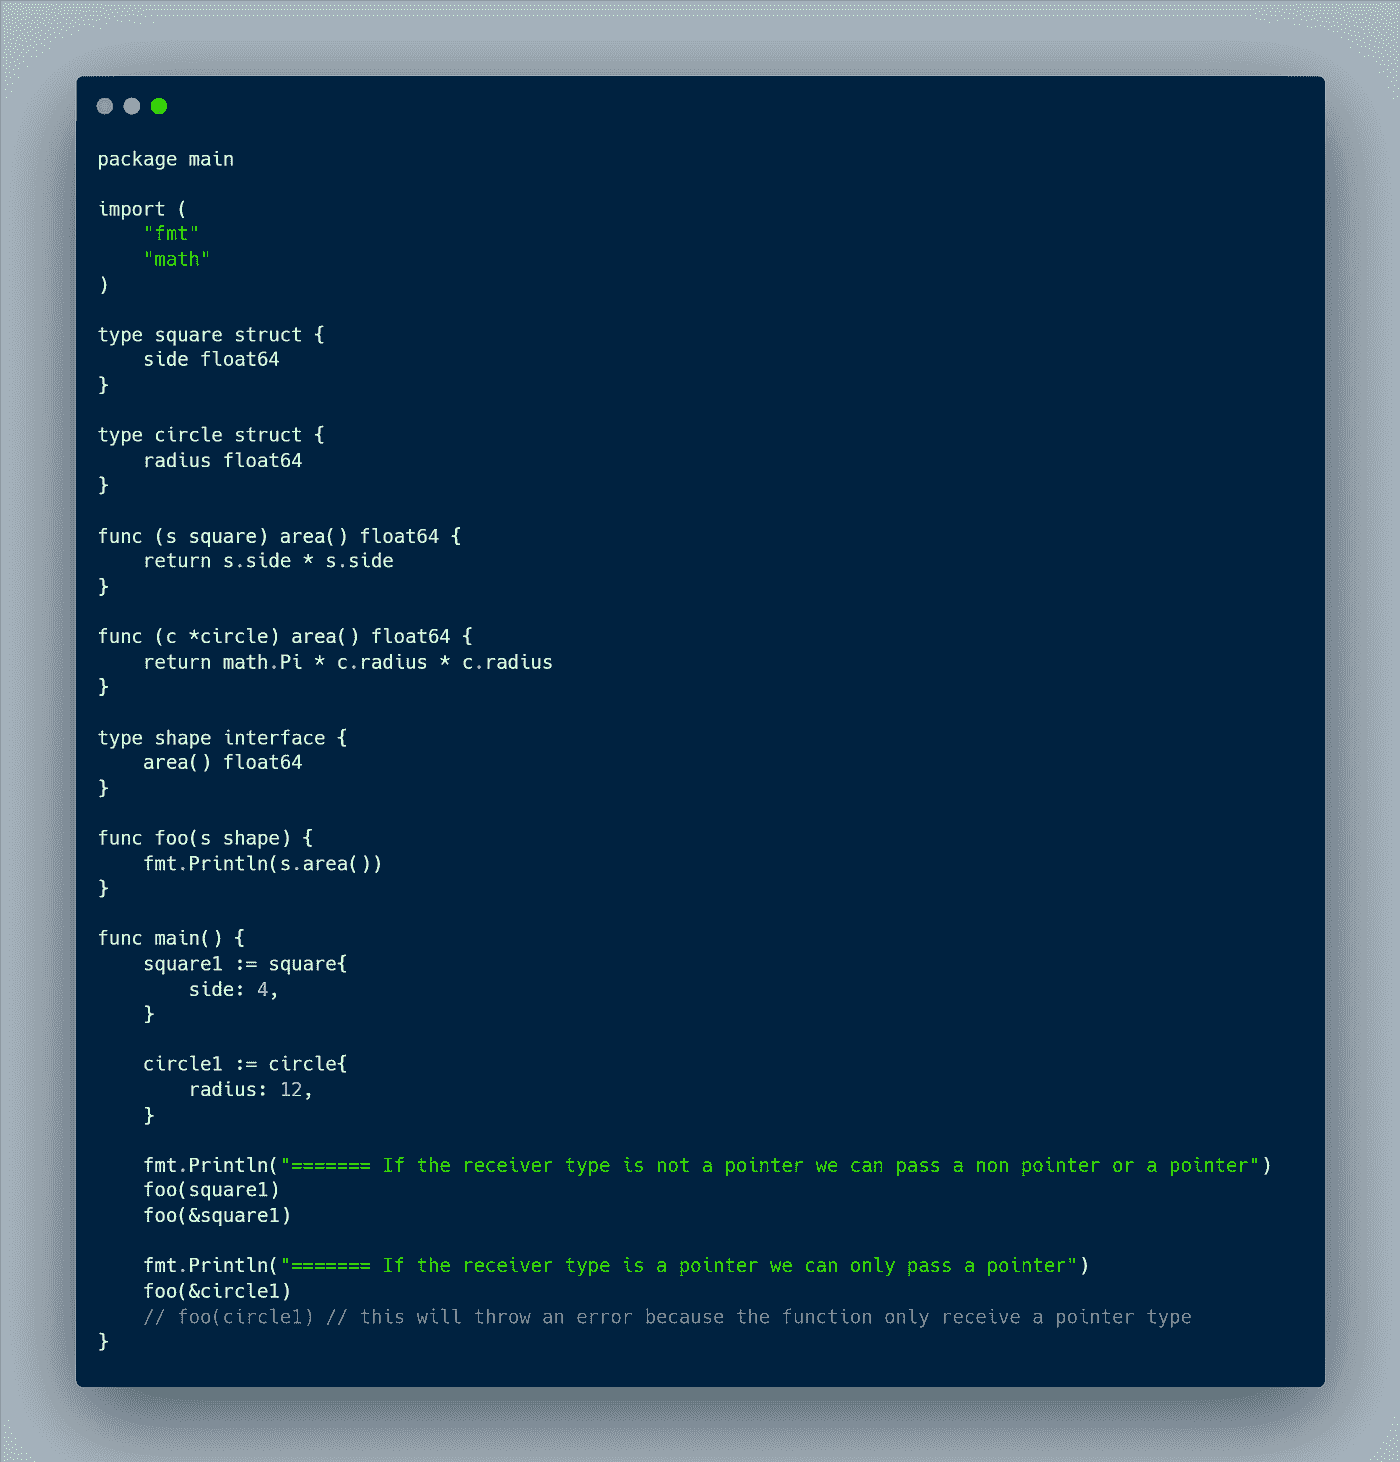 package main
import (
    "fmt"
    "math"
)
type square struct {
    side float64
}
type circle struct {
    radius float64
}
func (s square) area() float64 {
    return s.side * s.side
}
func (c *circle) area() float64 {
    return math.Pi * c.radius * c.radius
}
type shape interface {
    area() float64
}
func foo(s shape) {
    fmt.Println(s.area())
}
func main() {
    square1 := square{
        side: 4,
    }
    circle1 := circle{
        radius: 12,
    }
    fmt.Println("======= If the receiver type is not a pointer we can pass a non pointer or a pointer")
    foo(square1)
    foo(&square1)
    fmt.Println("======= If the receiver type is a pointer we can only pass a pointer")
    foo(&circle1)
    // foo(circle1) // this will throw an error because the function only receive a pointer type
}